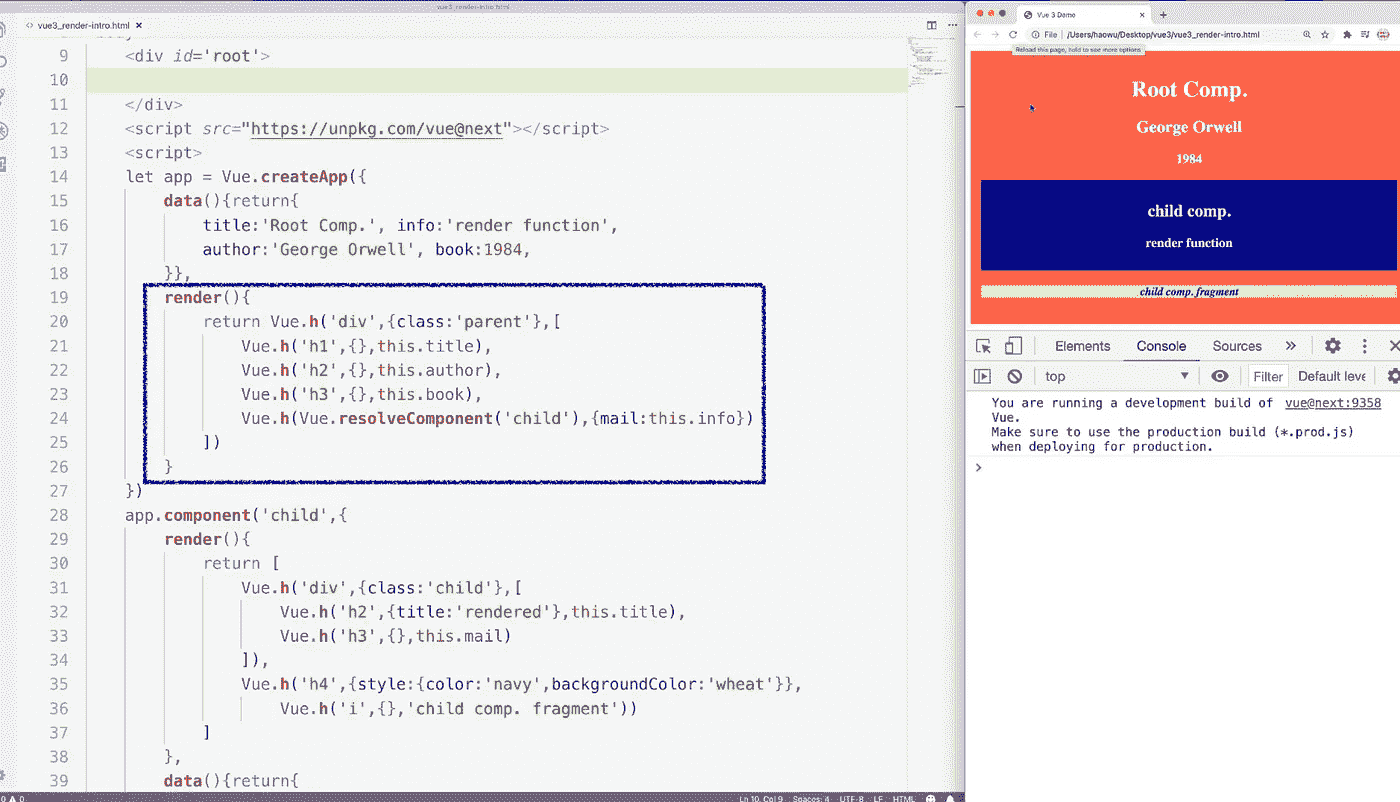 vue3_render-intro.html
vue3_render-intro.html
9 <div id='root'>
10
11 </div>
12 <script src="https://unpkg.com/vue@next"></script>
13 <script>
14 let app = Vue.createApp({
15 data(){return{
16 title:'Root Comp.', info:'render function',
17 author:'George Orwell', book:1984,
18 }},
19 render(){
20 return Vue.h('div',{class:'parent'},[
21 Vue.h('h1',{},this.title),
22 Vue.h('h2',{},this.author),
23 Vue.h('h3',{},this.book),
24 Vue.h(Vue.resolveComponent('child'),{mail:this.info})
25 ])
26 }
27 })
28 app.component('child',{
29 render(){
30 return [
31 Vue.h('div',{class:'child'},[
32 Vue.h('h2',{title:'rendered'},this.title),
33 Vue.h('h3',{},this.mail)
34 ]),
35 Vue.h('h4',{style:{color:'navy',backgroundColor:'wheat'}},
36 Vue.h('i',{},'child comp. fragment'))
37 ]
38 },
39 data(){return{
0 0 Ln 10, Col 9 Spaces: 4 UTF-8 LF HTML
Vue 3 Demo
File | /Users/haowu/Desktop/vue3/vue3_render-intro.html
Reload this page, hold to see more options
Root Comp.
George Orwell
1984
child comp.
render function
child comp. fragment
Elements Console Sources
top Filter Default leve
You are running a development build of vue@next:9358
Vue.
Make sure to use the production build (*.prod.js)
when deploying for production.
>